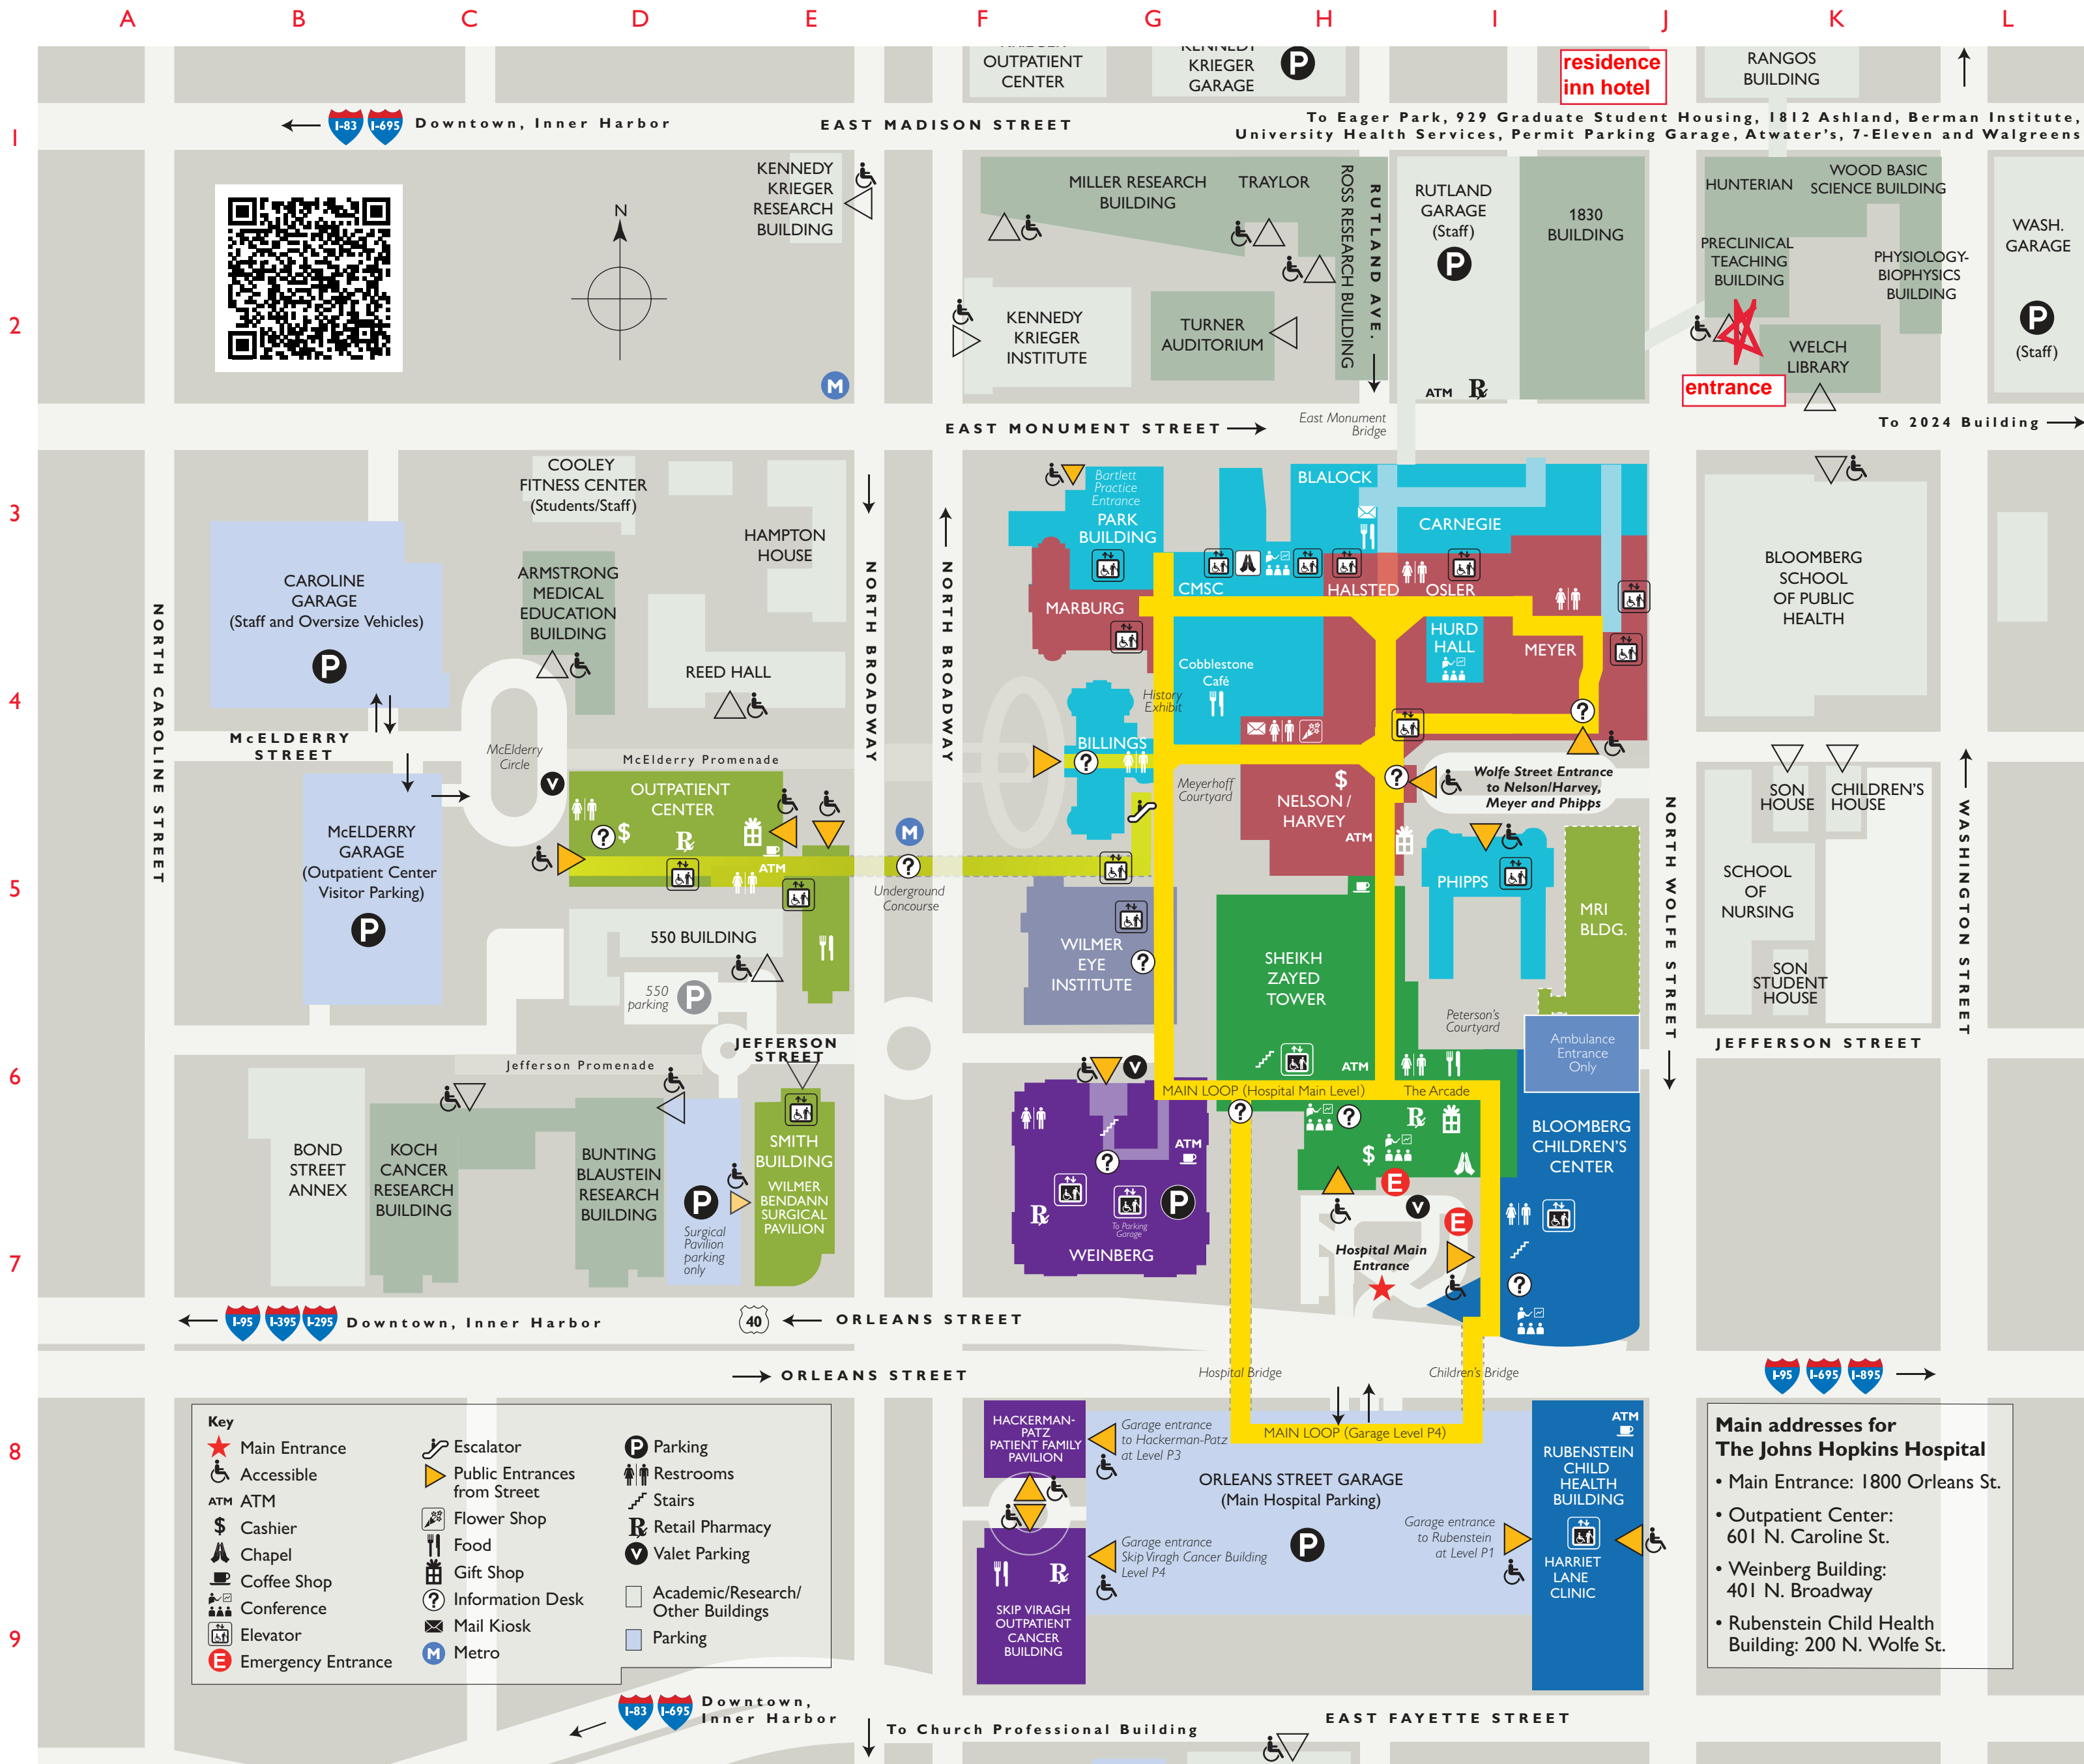 A B C D E F G H I J K L
1
2
3
4
5
6
7
8
9
OUTPATIENT
CENTER
KENNEDY
KRIEGER
GARAGE
P
residence
inn hotel
RANGOS
BUILDING
I-83 I-695 Downtown, Inner Harbor
EAST MADISON STREET
To Eager Park, 929 Graduate Student Housing, 1812 Ashland, Berman Institute,
University Health Services, Permit Parking Garage, Atwater's, 7-Eleven and Walgreens
KENNEDY
KRIEGER
RESEARCH
BUILDING
N
M
MILLER RESEARCH
BUILDING
TRAYLOR
ROSS RESEARCH BUILDING
RUTLAND AVE.
RUTLAND
GARAGE
(Staff)
P
ATM
1830
BUILDING
HUNTERIAN
WOOD BASIC
SCIENCE BUILDING
PRECLINICAL
TEACHING
BUILDING
PHYSIOLOGY-
BIOPHYSICS
BUILDING
WASH.
GARAGE
P
(Staff)
KENNEDY
KRIEGER
INSTITUTE
TURNER
AUDITORIUM
WELCH
LIBRARY
entrance
EAST MONUMENT STREET
East Monument
Bridge
To 2024 Building
COOLEY
FITNESS CENTER
(Students/Staff)
HAMPTON
HOUSE
CAROLINE
GARAGE
(Staff and Oversize Vehicles)
P
ARMSTRONG
MEDICAL
EDUCATION
BUILDING
REED HALL
NORTH CAROLINE STREET
NORTH BROADWAY
NORTH BROADWAY
Bartlett
Practice
Entrance
PARK
BUILDING
BLALOCK
CARNEGIE
CMSC
HALSTED
OSLER
MARBURG
HURD
HALL
MEYER
Cobblestone
Café
History
Exhibit
BLOOMBERG
SCHOOL
OF PUBLIC
HEALTH
McELDERRY
STREET
McElderry
Circle
V
McElderry Promenade
BILLINGS
?
Meyerhoff
Courtyard
$
NELSON /
HARVEY
ATM
?
?
Wolfe Street Entrance
to Nelson/Harvey,
Meyer and Phipps
SON
HOUSE
CHILDREN'S
HOUSE
OUTPATIENT
CENTER
? $
ATM
M
?
Underground
Concourse
McELDERRY
GARAGE
(Outpatient Center
Visitor Parking)
P
PHIPPS
MRI
BLDG.
NORTH WOLFE STREET
WASHINGTON STREET
SCHOOL
OF
NURSING
SON
STUDENT
HOUSE
550 BUILDING
550
parking
P
WILMER
EYE
INSTITUTE
?
SHEIKH
ZAYED
TOWER
Peterson's
Courtyard
Ambulance
Entrance
Only
JEFFERSON
STREET
JEFFERSON STREET
Jefferson Promenade
V
ATM
MAIN LOOP (Hospital Main Level)
The Arcade
BOND
STREET
ANNEX
KOCH
CANCER
RESEARCH
BUILDING
BUNTING
BLAUSTEIN
RESEARCH
BUILDING
P
Surgical
Pavilion
parking
only
SMITH
BUILDING
WILMER
BENDANN
SURGICAL
PAVILION
ATM
?
To Parking
Garage
P
WEINBERG
?
?
$
E
V
E
Hospital Main
Entrance
BLOOMBERG
CHILDREN'S
CENTER
?
I-95 I-395 I-295 Downtown, Inner Harbor
40
ORLEANS STREET
ORLEANS STREET
Hospital Bridge
Children's Bridge
I-95 I-695 I-895
Key
Main Entrance
Accessible
ATM ATM
$ Cashier
Chapel
Coffee Shop
Conference
Elevator
E Emergency Entrance
Escalator
Public Entrances
from Street
Flower Shop
Food
Gift Shop
? Information Desk
Mail Kiosk
M Metro
P Parking
Restrooms
Stairs
Retail Pharmacy
V Valet Parking
Academic/Research/
Other Buildings
Parking
HACKERMAN-
PATZ
PATIENT FAMILY
PAVILION
Garage entrance
to Hackerman-Patz
at Level P3
MAIN LOOP (Garage Level P4)
ORLEANS STREET GARAGE
(Main Hospital Parking)
P
Garage entrance
Skip Viragh Cancer Building
Level P4
Garage entrance
to Rubenstein
at Level P1
SKIP VIRAGH
OUTPATIENT
CANCER
BUILDING
ATM
RUBENSTEIN
CHILD
HEALTH
BUILDING
HARRIET
LANE
CLINIC
Main addresses for
The Johns Hopkins Hospital
• Main Entrance: 1800 Orleans St.
• Outpatient Center:
601 N. Caroline St.
• Weinberg Building:
401 N. Broadway
• Rubenstein Child Health
Building: 200 N. Wolfe St.
I-83 I-695 Downtown,
Inner Harbor
To Church Professional Building
EAST FAYETTE STREET